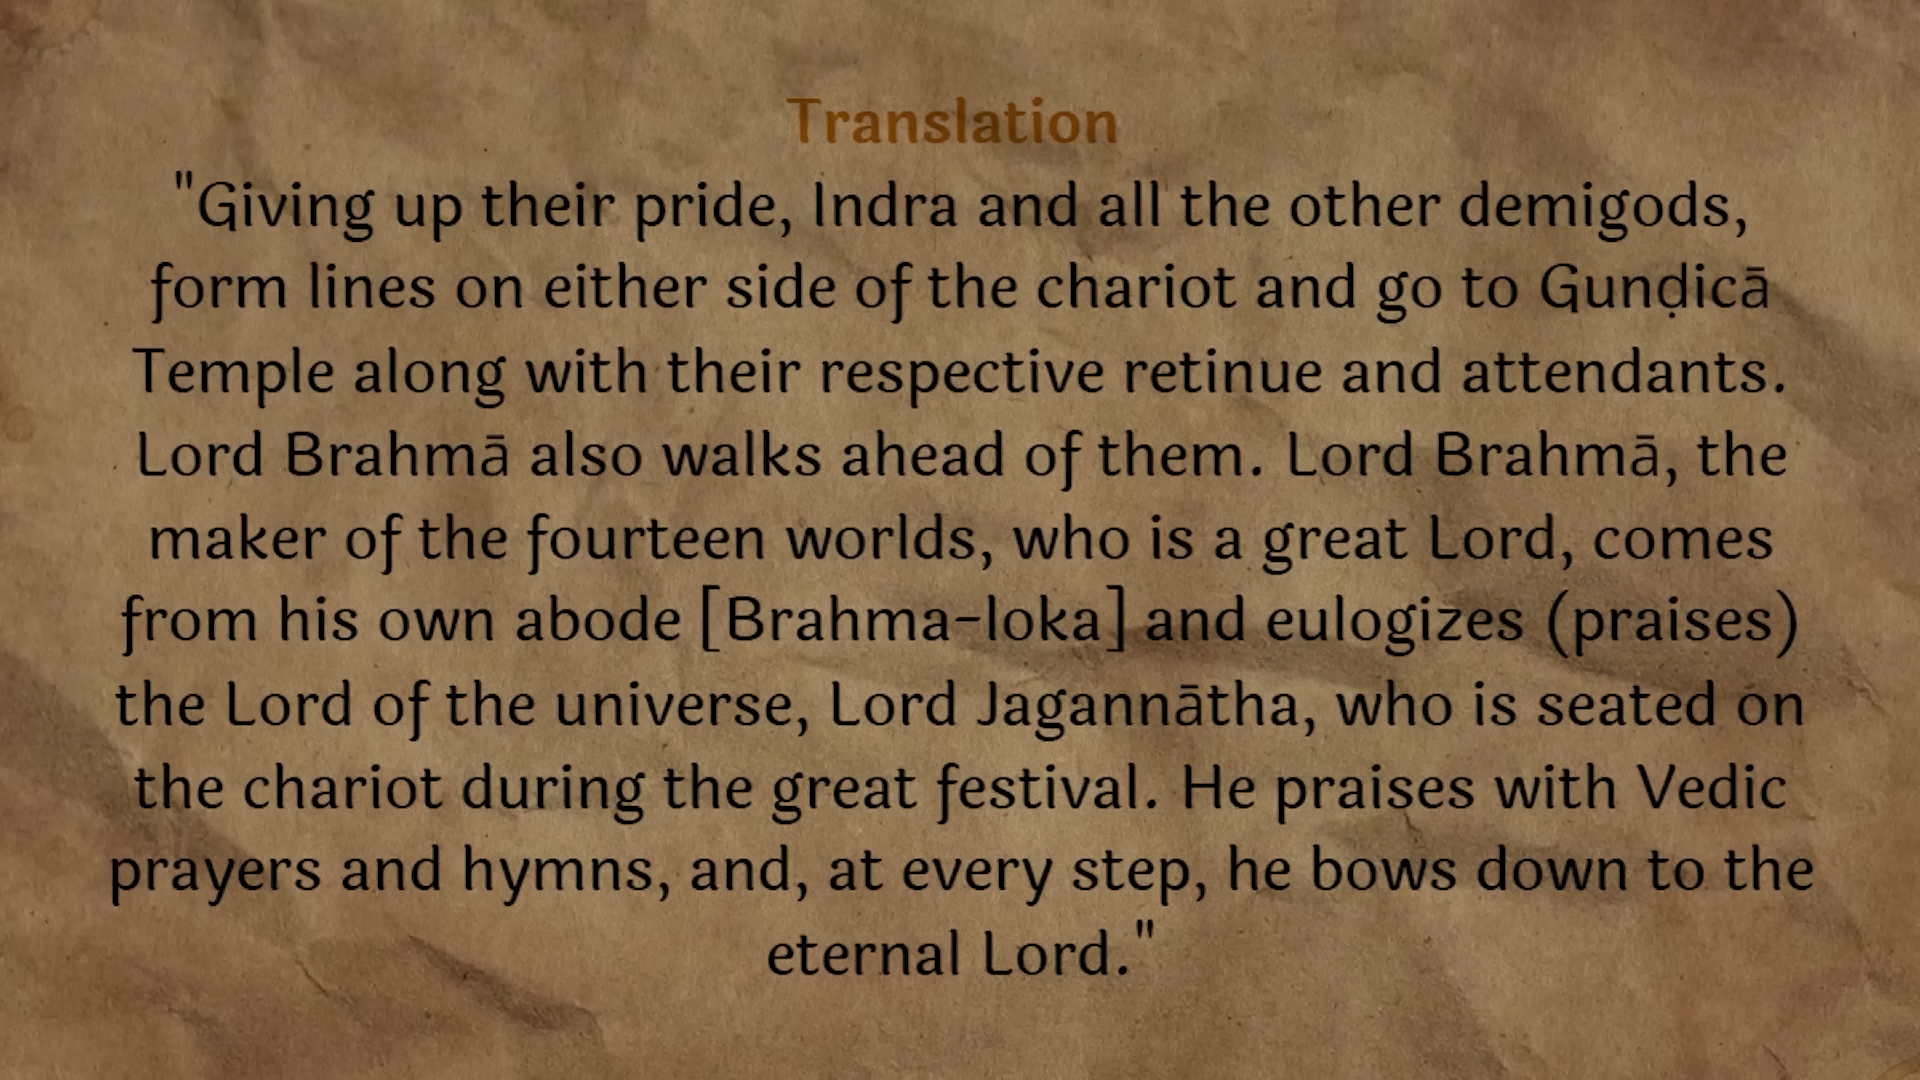 Translation
"Giving up their pride, Indra and all the other demigods,
form lines on either side of the chariot and go to Gunḍicā
Temple along with their respective retinue and attendants.
Lord Brahmā also walks ahead of them. Lord Brahmā, the
maker of the fourteen worlds, who is a great Lord, comes
from his own abode [Brahma-loka] and eulogizes (praises)
the Lord of the universe, Lord Jagannātha, who is seated on
the chariot during the great festival. He praises with Vedic
prayers and hymns, and, at every step, he bows down to the
eternal Lord."